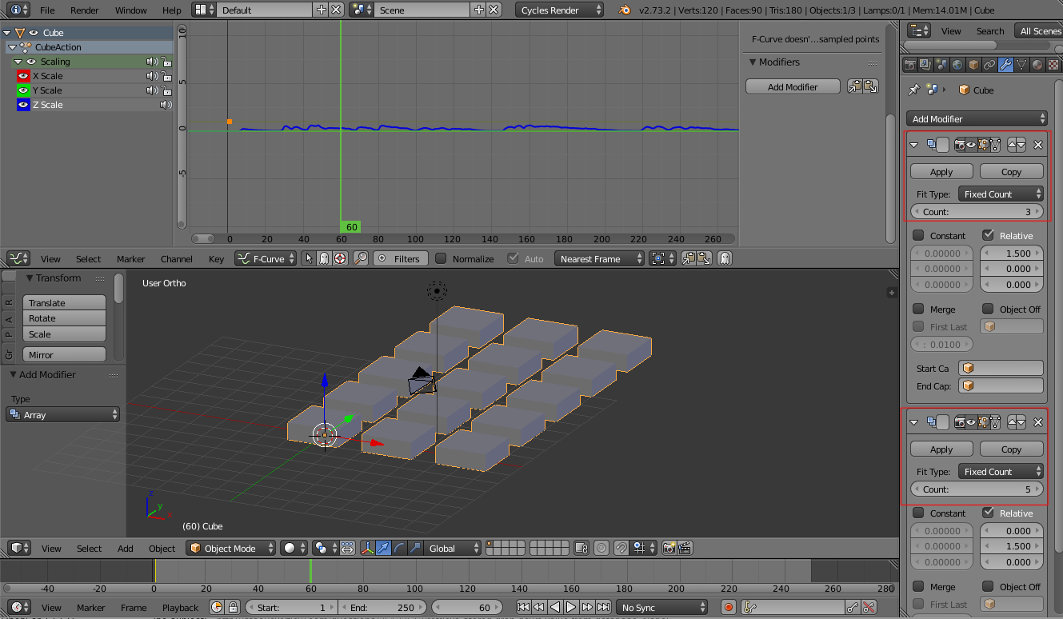 File Render Window Help Default Scene Cycles Render v2.73.2 | Verts:120 | Faces:90 | Tris:180 | Objects:1/3 | Lamps:0/1 | Mem:14.01M | Cube
Cube
CubeAction
Scaling
X Scale
Y Scale
Z Scale
10
5
0
-5
60
0 20 40 60 80 100 120 140 160 180 200 220 240 260
F-Curve doesn'...sampled points
Modifiers
Add Modifier
View Select Marker Channel Key F-Curve Filters Normalize Auto Nearest Frame
Transform
Translate
Rotate
Scale
Mirror
R
A
P
Gr
Add Modifier
Type
Array
User Ortho
z
y
(60) Cube
View Select Add Object Object Mode Global
-40 -20 0 20 40 60 80 100 120 140 160 180 200 220 240 260 280
View Marker Frame Playback Start: 1 End: 250 60 No Sync
View Search All Scenes
Cube
Add Modifier
Apply Copy
Fit Type: Fixed Count
Count: 3
Constant Relative
0.00000 1.500
0.00000 0.000
0.00000 0.000
Merge Object Off
First Last
: 0.0100
Start Ca
End Cap:
Apply Copy
Fit Type: Fixed Count
Count: 5
Constant Relative
0.00000 0.000
0.00000 1.500
0.00000 0.000
Merge Object Off
First Last